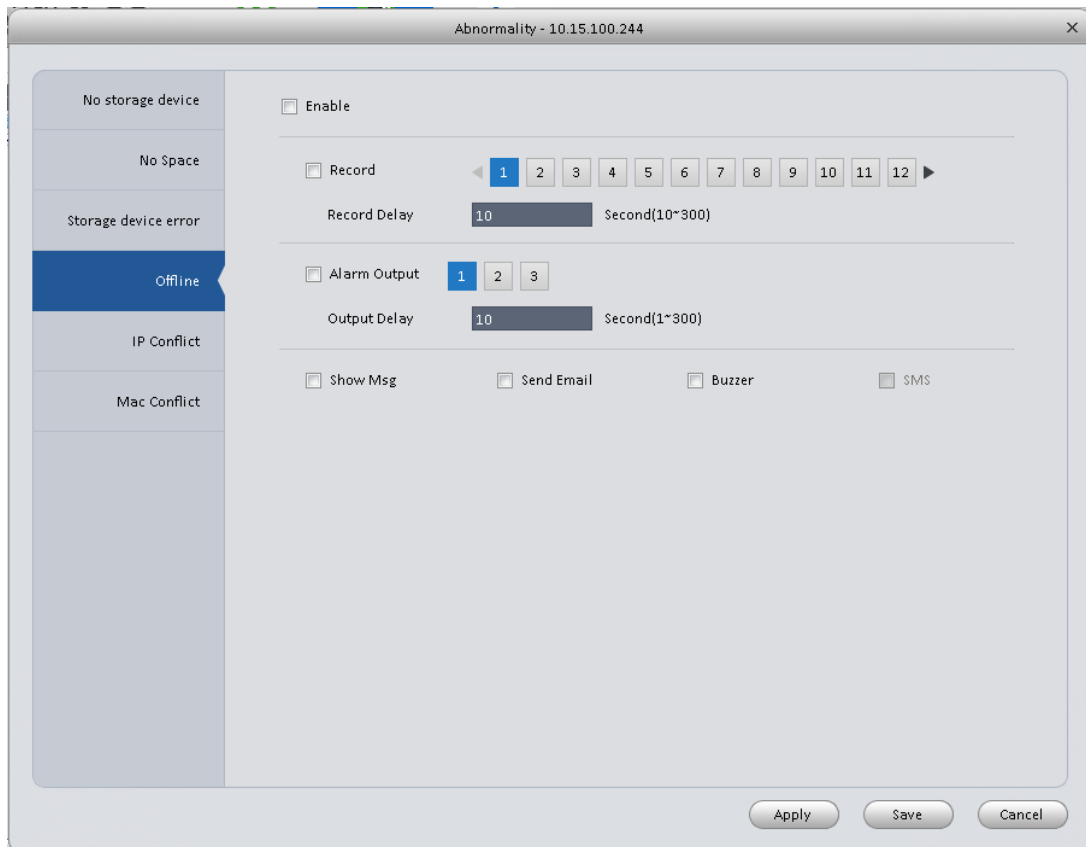 Abnormality - 10.15.100.244
No storage device
No Space
Storage device error
Offline
IP Conflict
Mac Conflict
Enable
Record 1 2 3 4 5 6 7 8 9 10 11 12
Record Delay 10 Second(10~300)
Alarm Output 1 2 3
Output Delay 10 Second(1~300)
Show Msg Send Email Buzzer SMS
Apply Save Cancel